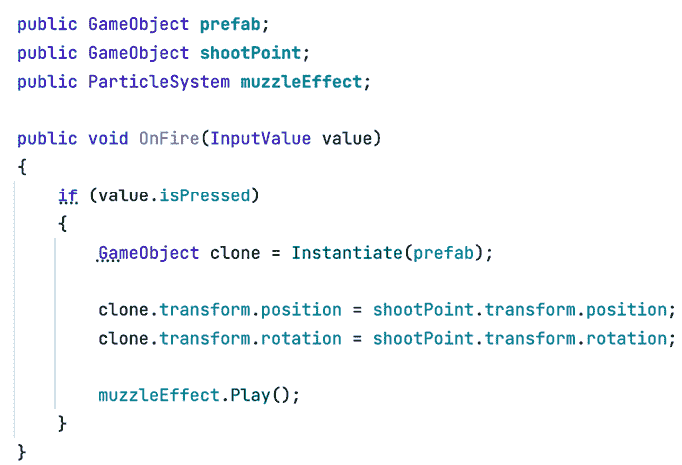 public GameObject prefab;
public GameObject shootPoint;
public ParticleSystem muzzleEffect;
public void OnFire(InputValue value)
{
if (value.isPressed)
{
GameObject clone = Instantiate(prefab);
clone.transform.position = shootPoint.transform.position;
clone.transform.rotation = shootPoint.transform.rotation;
muzzleEffect.Play();
}
}